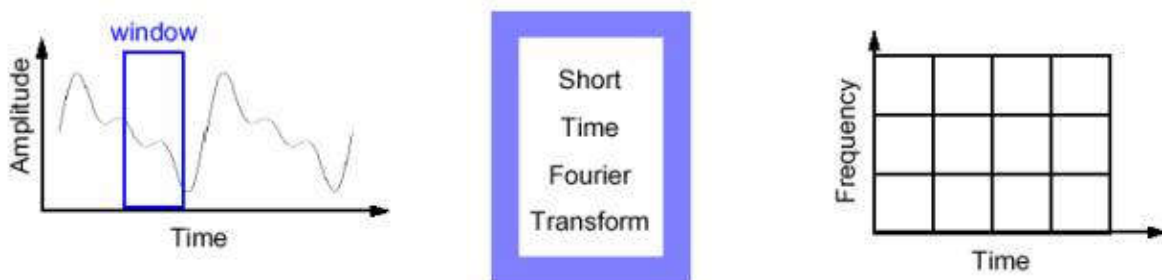 window
Amplitude
Time
Short
Time
Fourier
Transform
Frequency
Time